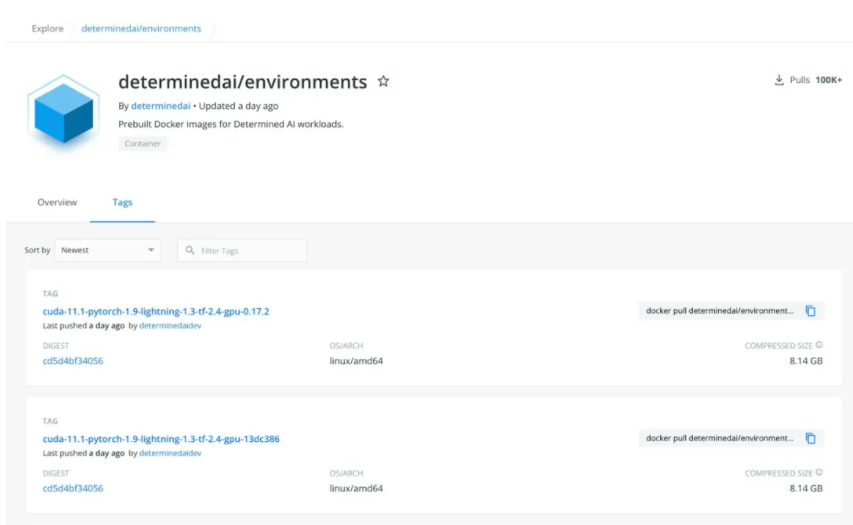 Explore determinedai/environments
determinedai/environments
Pulls 100K+
By determinedai • Updated a day ago
Prebuilt Docker images for Determined AI workloads.
Container
Overview Tags
Sort by Newest Filter Tags
TAG
cuda-11.1-pytorch-1.9-lightning-1.3-tf-2.4-gpu-0.17.2
docker pull determinedai/environment...
Last pushed a day ago by determinedaidev
DIGEST OS/ARCH COMPRESSED SIZE
cd5d4bf34056 linux/amd64 8.14 GB
TAG
cuda-11.1-pytorch-1.9-lightning-1.3-tf-2.4-gpu-13dc386
docker pull determinedai/environment...
Last pushed a day ago by determinedaidev
DIGEST OS/ARCH COMPRESSED SIZE
cd5d4bf34056 linux/amd64 8.14 GB